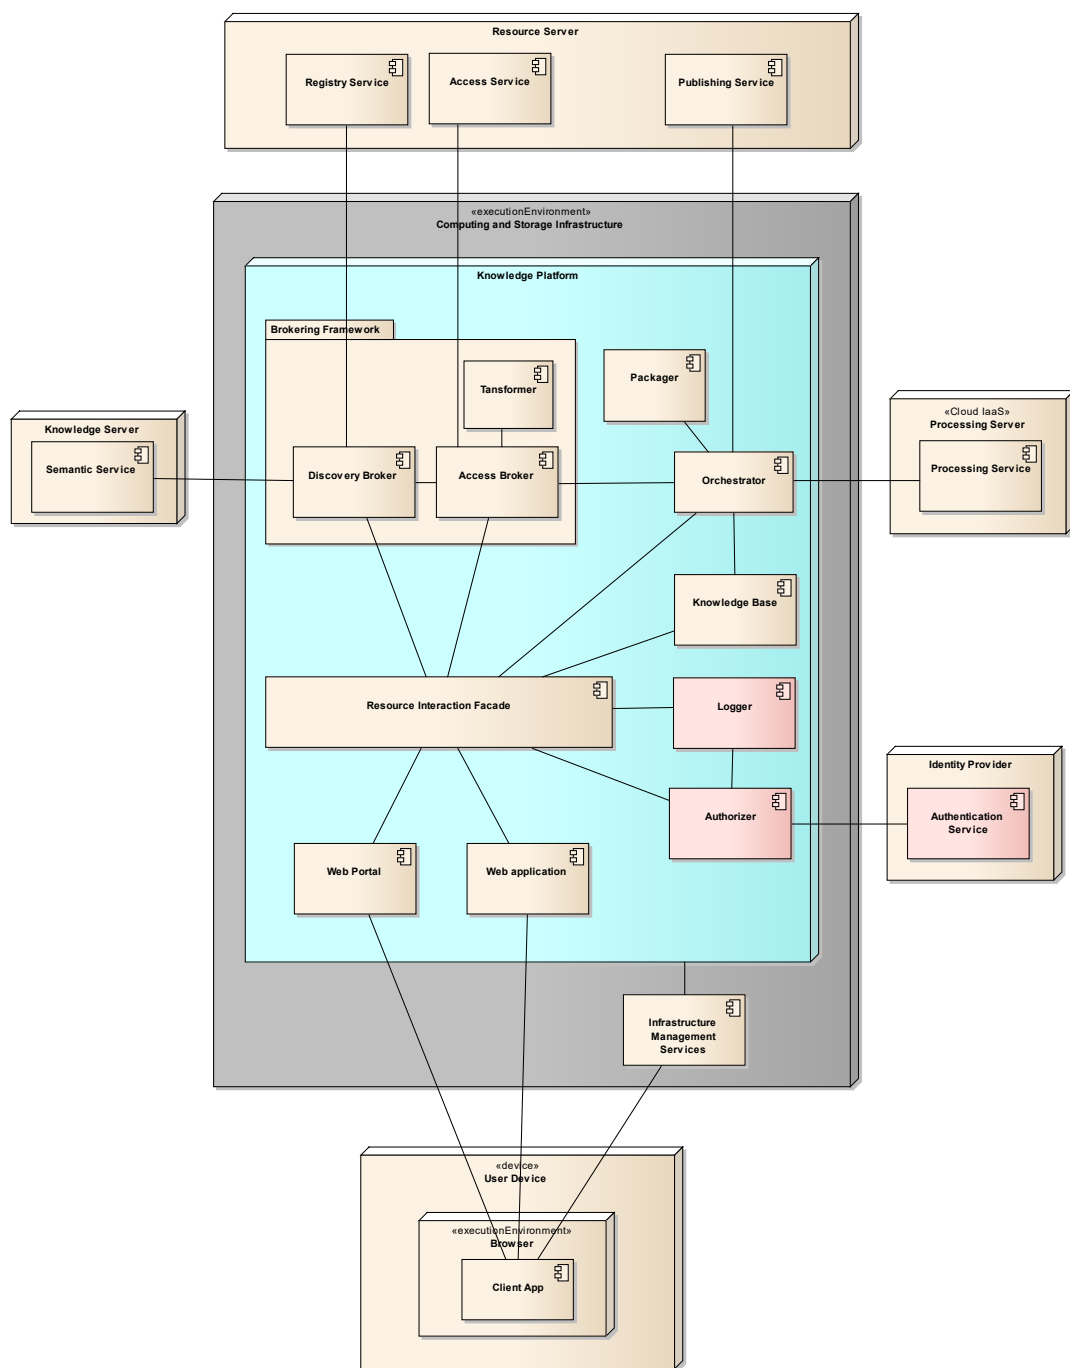 Resource Server
Registry Service
Access Service
Publishing Service
«executionEnvironment»
Computing and Storage Infrastructure
Knowledge Platform
Brokering Framework
Tansformer
Packager
«Cloud IaaS»
Processing Server
Knowledge Server
Semantic Service
Discovery Broker
Access Broker
Orchestrator
Processing Service
Knowledge Base
Resource Interaction Facade
Logger
Identity Provider
Authorizer
Authentication
Service
Web Portal
Web application
Infrastructure
Management
Services
«device»
User Device
«executionEnvironment»
Browser
Client App